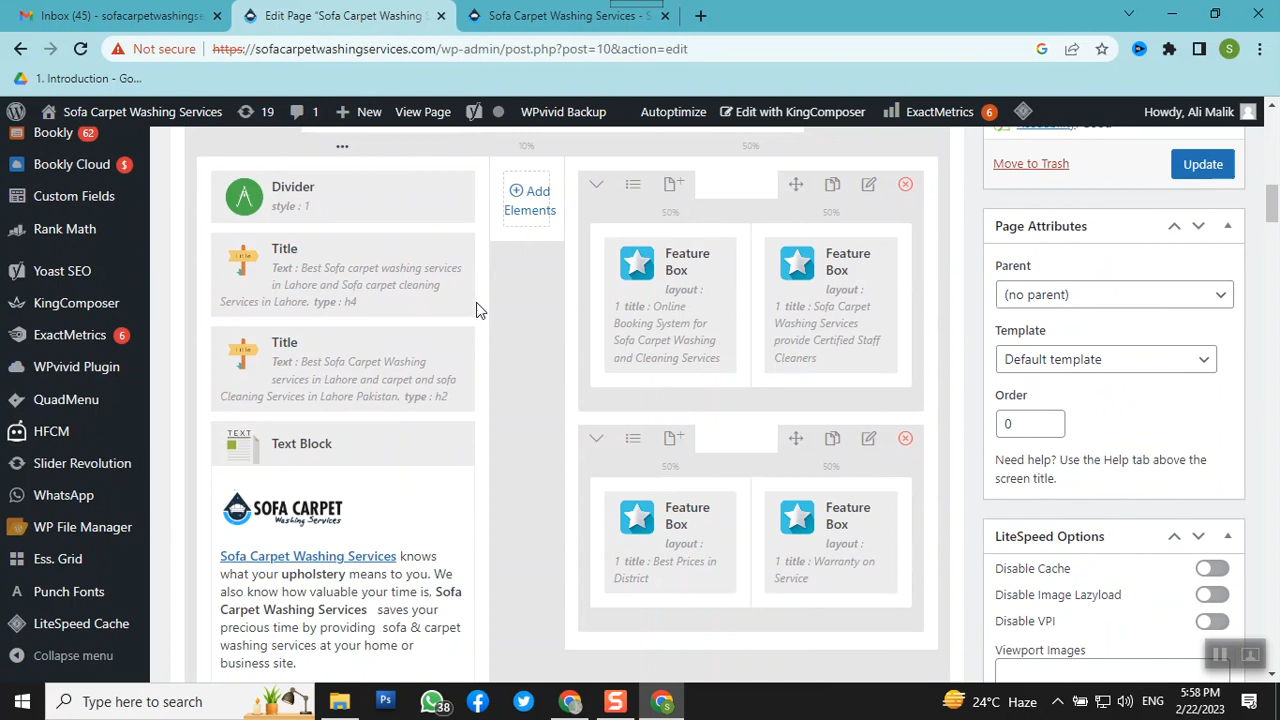 Inbox (45) - sofacarpetwashingse
Edit Page "Sofa Carpet Washing S
Sofa Carpet Washing Services - S
Not secure
https://sofacarpetwashingservices.com/wp-admin/post.php?post=10&action=edit
S
1. Introduction - Go...
Sofa Carpet Washing Services
19
1
New
View Page
WPvivid Backup
Autoptimize
Edit with KingComposer
ExactMetrics
6
Howdy, Ali Malik
Bookly
62
Bookly Cloud
$
Custom Fields
Rank Math
Yoast SEO
KingComposer
ExactMetrics
6
WPvivid Plugin
QuadMenu
HFCM
Slider Revolution
WhatsApp
WP File Manager
Ess. Grid
Punch Fonts
LiteSpeed Cache
Collapse menu
10%
50%
Divider
style : 1
Title
Text : Best Sofa carpet washing services
in Lahore and Sofa carpet cleaning
Services in Lahore. type : h4
Title
Text : Best Sofa Carpet Washing
services in Lahore and carpet and sofa
Cleaning Services in Lahore Pakistan. type : h2
TEXT
Text Block
SOFA CARPET
Washing Services
Sofa Carpet Washing Services knows
what your upholstery means to you. We
also know how valuable your time is, Sofa
Carpet Washing Services saves your
precious time by providing sofa & carpet
washing services at your home or
business site.
Add
Elements
50%
50%
Feature
Box
layout :
1 title : Online
Booking System for
Sofa Carpet Washing
and Cleaning Services
Feature
Box
layout :
1 title : Sofa Carpet
Washing Services
provide Certified Staff
Cleaners
50%
50%
Feature
Box
layout :
1 title : Best Prices in
District
Feature
Box
layout :
1 title : Warranty on
Service
Readability: Good
Move to Trash
Update
Page Attributes
Parent
(no parent)
Template
Default template
Order
0
Need help? Use the Help tab above the
screen title.
LiteSpeed Options
Disable Cache
Disable Image Lazyload
Disable VPI
Viewport Images
Type here to search
Ps
38
S
24°C Haze
ENG
5:58 PM
2/22/2023